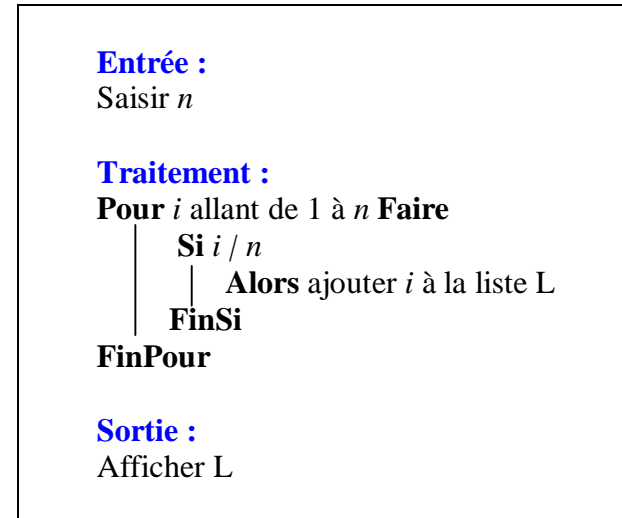 Entrée :
Saisir n
Traitement :
Pour i allant de 1 à n Faire
Si i / n
Alors ajouter i à la liste L
FinSi
FinPour
Sortie :
Afficher L